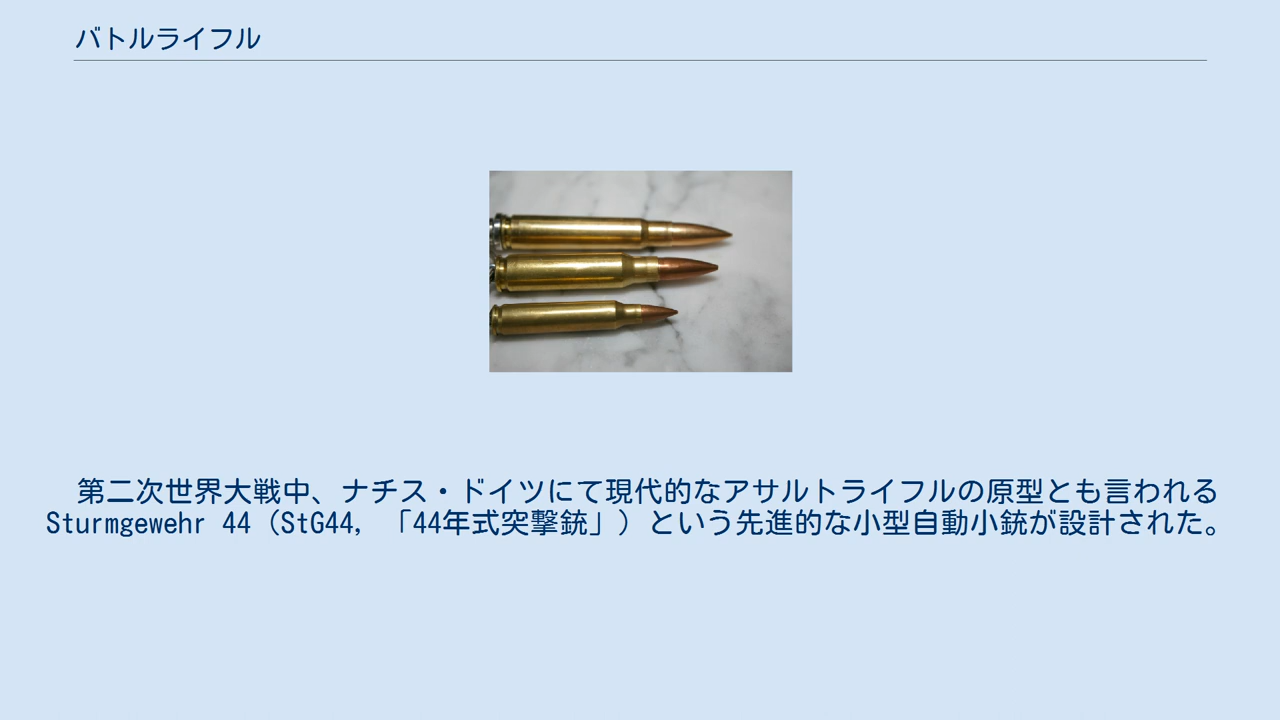 バトルライフル
第二次世界大戦中、ナチス・ドイツにて現代的なアサルトライフルの原型とも言われる
Sturmgewehr 44（StG44, 「44年式突撃銃」）という先進的な小型自動小銃が設計された。